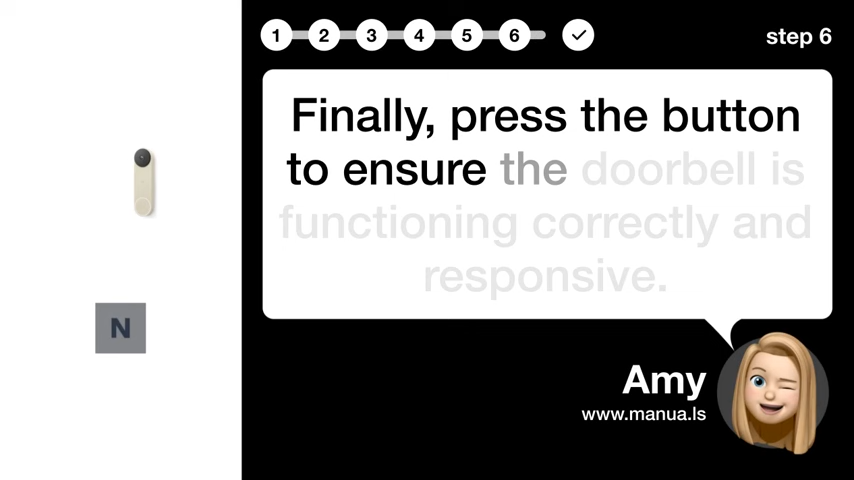 1 2 3 4 5 6
step 6
Finally, press the button
to ensure the doorbell is
functioning correctly and
responsive.
N
Amy
www.manua.ls